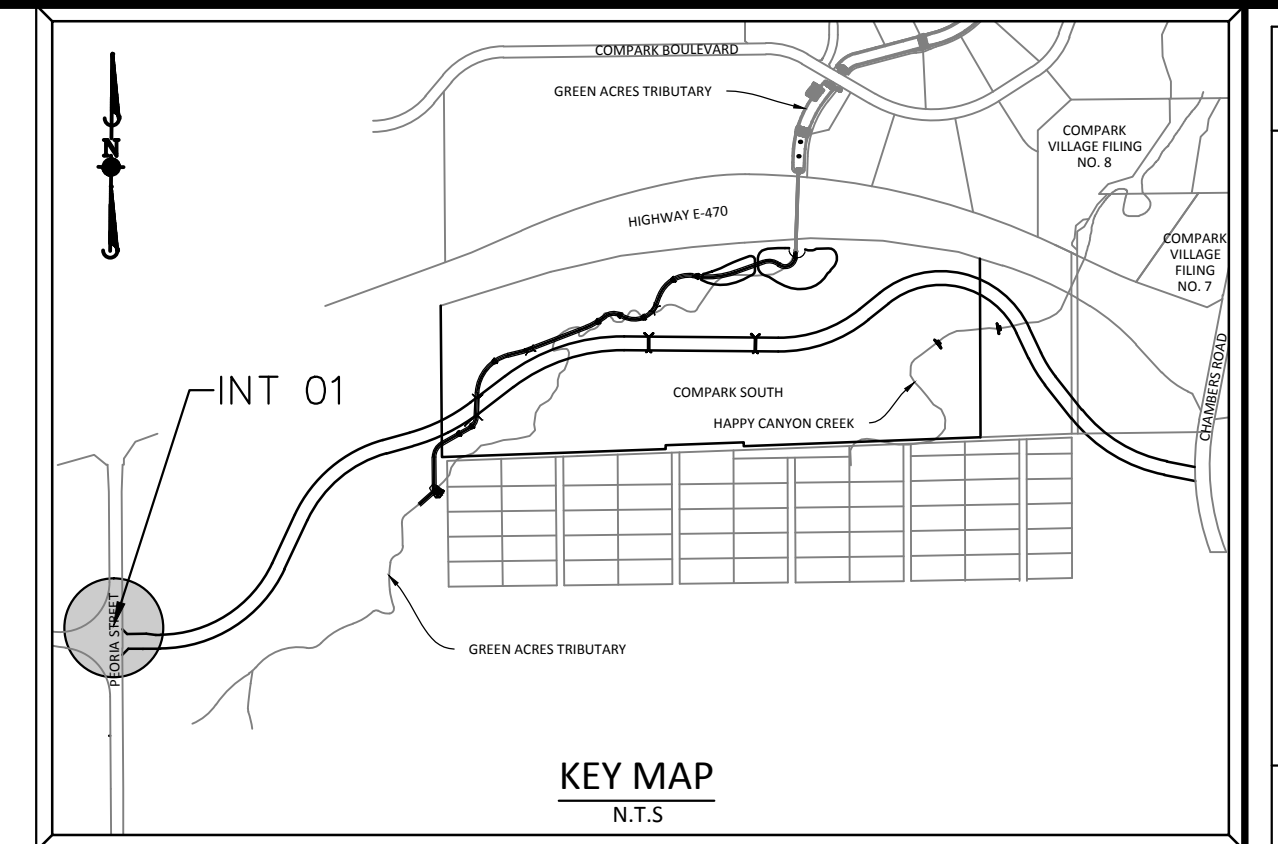 COMPARK BOULEVARD
GREEN ACRES TRIBUTARY
N
COMPARK
VILLAGE FILING
NO. 8
HIGHWAY E-470
COMPARK
VILLAGE
FILING
NO. 7
INT 01
COMPARK SOUTH
HAPPY CANYON CREEK
CHAMBERS ROAD
PEORIA STREET
GREEN ACRES TRIBUTARY
KEY MAP
N.T.S